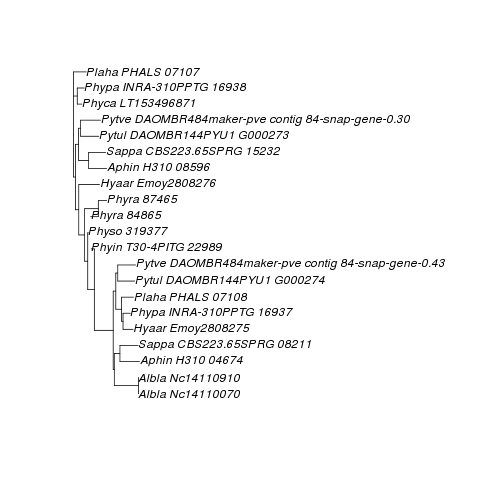 Plaha PHALS 07107
Phypa INRA-310PPTG 16938
Phyca LT153496871
Pytve DAOMBR484maker-pve contig 84-snap-gene-0.30
Pytul DAOMBR144PYU1 G000273
Sappa CBS223.65SPRG 15232
Aphin H310 08596
Hyaar Emoy2808276
Phyra 87465
Phyra 84865
Physo 319377
Phyin T30-4PITG 22989
Pytve DAOMBR484maker-pve contig 84-snap-gene-0.43
Pytul DAOMBR144PYU1 G000274
Plaha PHALS 07108
Phypa INRA-310PPTG 16937
Hyaar Emoy2808275
Sappa CBS223.65SPRG 08211
Aphin H310 04674
Albla Nc14110910
Albla Nc14110070